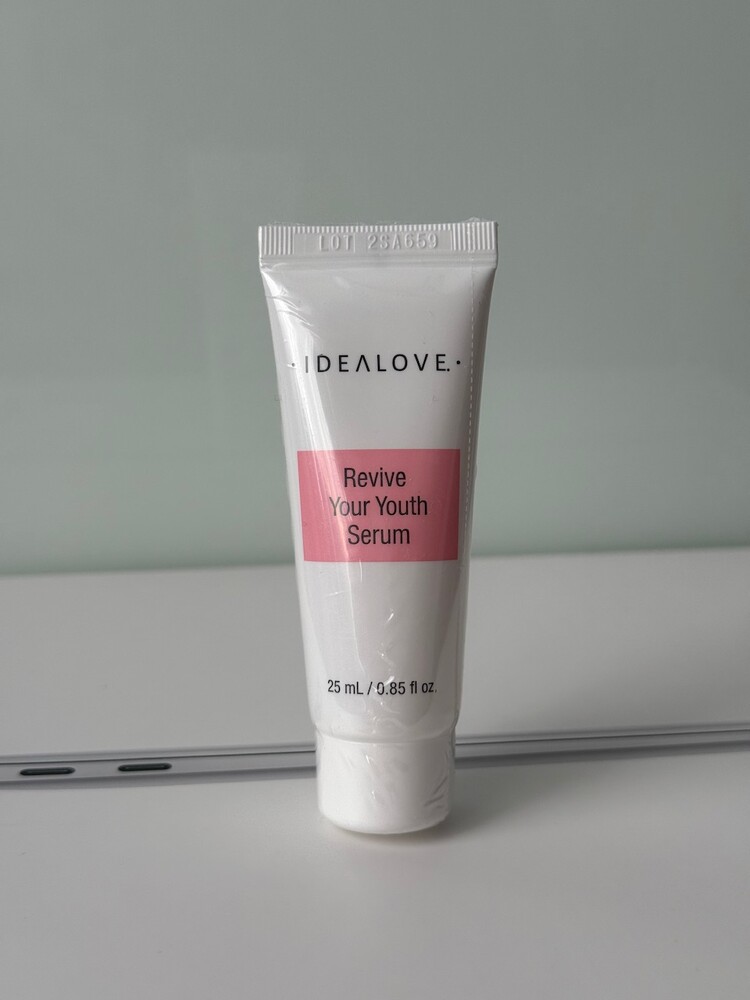 LOT 2SA659
·IDEALOVE.·
Revive
Your Youth
Serum
25 mL / 0.85 fl oz.